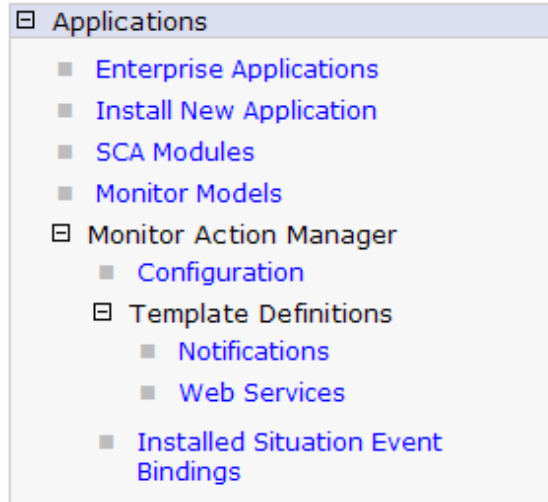 Applications
Enterprise Applications
Install New Application
SCA Modules
Monitor Models
Monitor Action Manager
Configuration
Template Definitions
Notifications
Web Services
Installed Situation Event
Bindings